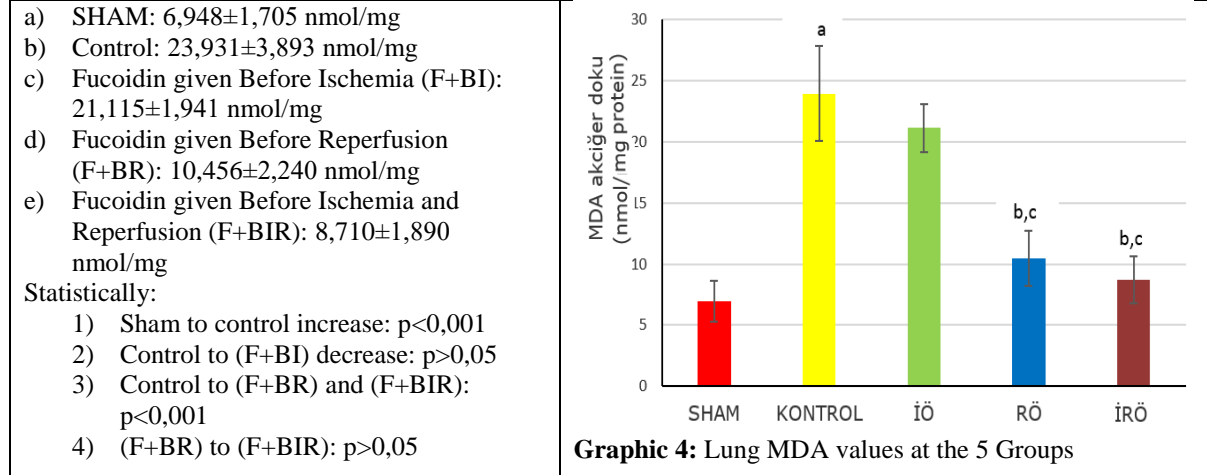 a) SHAM: 6,948±1,705 nmol/mg
b) Control: 23,931±3,893 nmol/mg
c) Fucoidin given Before Ischemia (F+BI):
21,115±1,941 nmol/mg
d) Fucoidin given Before Reperfusion
(F+BR): 10,456±2,240 nmol/mg
e) Fucoidin given Before Ischemia and
Reperfusion (F+BIR): 8,710±1,890
nmol/mg
Statistically:
1) Sham to control increase: p<0,001
2) Control to (F+BI) decrease: p>0,05
3) Control to (F+BR) and (F+BIR):
p<0,001
4) (F+BR) to (F+BIR): p>0,05
MDA akciğer doku
(nmol/mg protein)
30
25
20
15
10
5
0
a
b,c
b,c
SHAM KONTROL İÖ RÖ İRÖ
Graphic 4: Lung MDA values at the 5 Groups